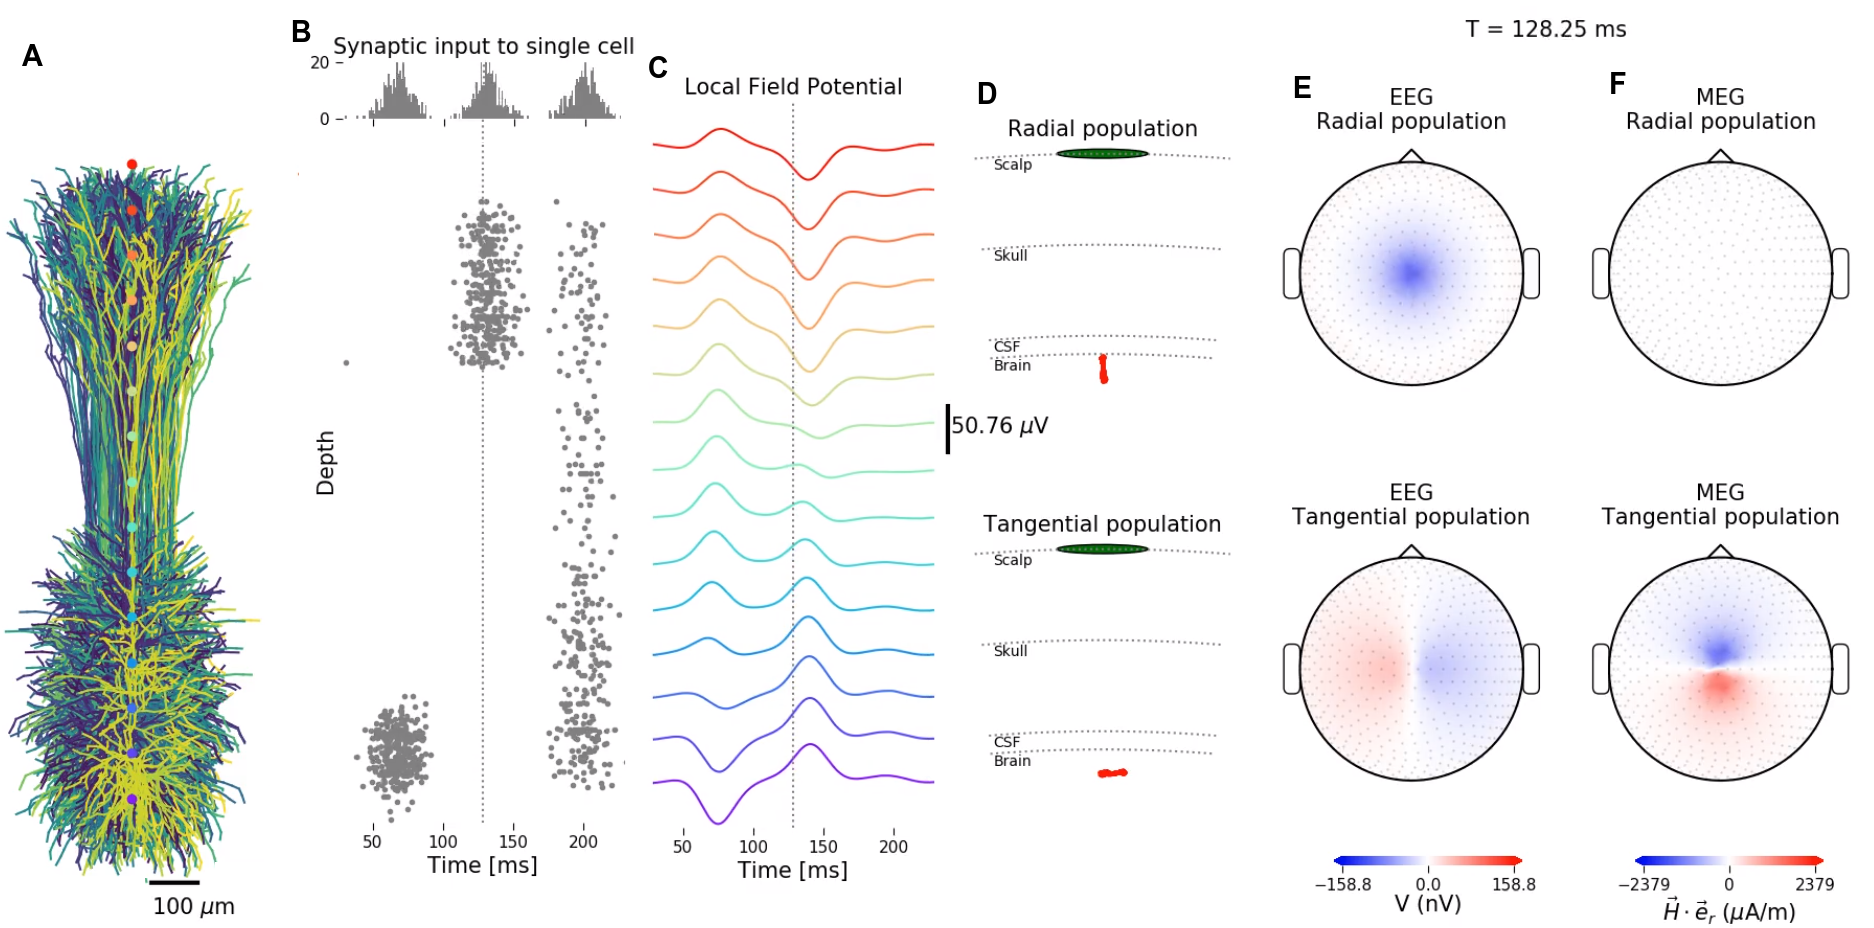 T = 128.25 ms
A
B
Synaptic input to single cell
20
0
Depth
50 100 150 200
Time [ms]
100 μm
C
Local Field Potential
50.76 μV
50 100 150 200
Time [ms]
D
Radial population
Scalp
Skull
CSF
Brain
Tangential population
Scalp
Skull
CSF
Brain
E
EEG
Radial population
EEG
Tangential population
−158.8 0.0 158.8
V (nV)
F
MEG
Radial population
MEG
Tangential population
−2379 0 2379
H⃗ · e⃗r (μA/m)